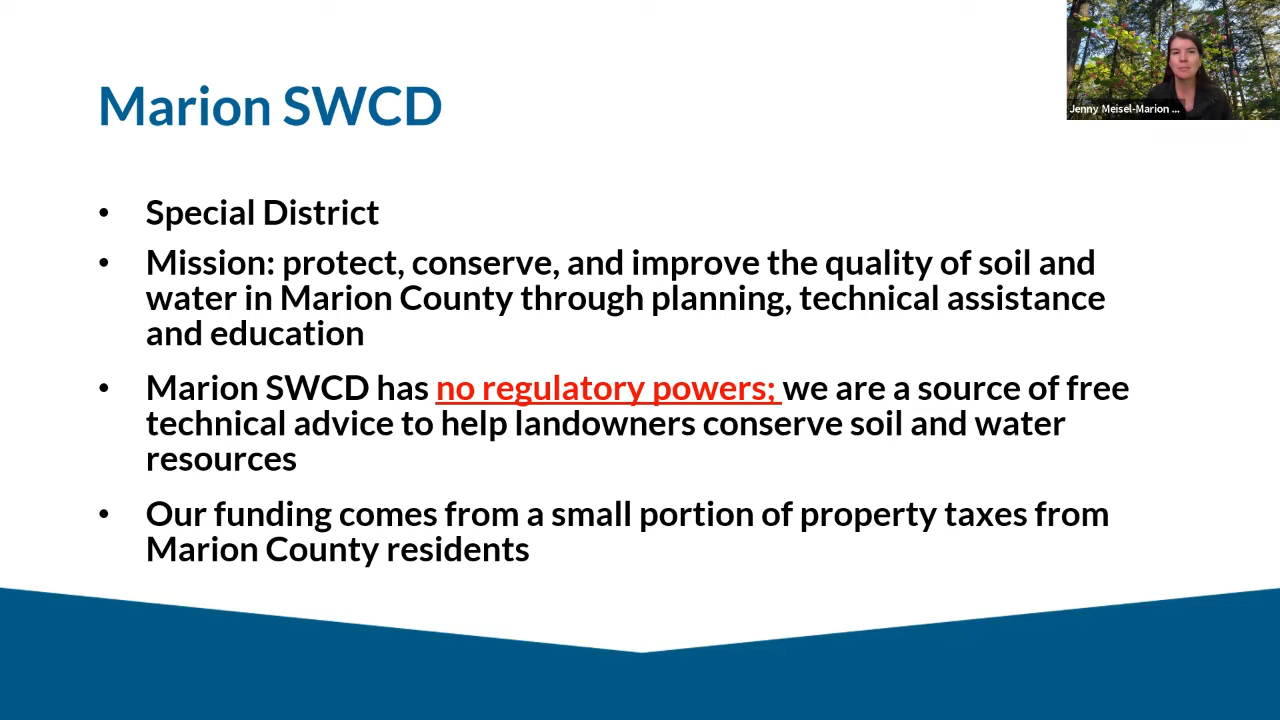 Marion SWCD
Jenny Meisel-Marion ...
• Special District
• Mission: protect, conserve, and improve the quality of soil and
water in Marion County through planning, technical assistance
and education
• Marion SWCD has no regulatory powers; we are a source of free
technical advice to help landowners conserve soil and water
resources
• Our funding comes from a small portion of property taxes from
Marion County residents